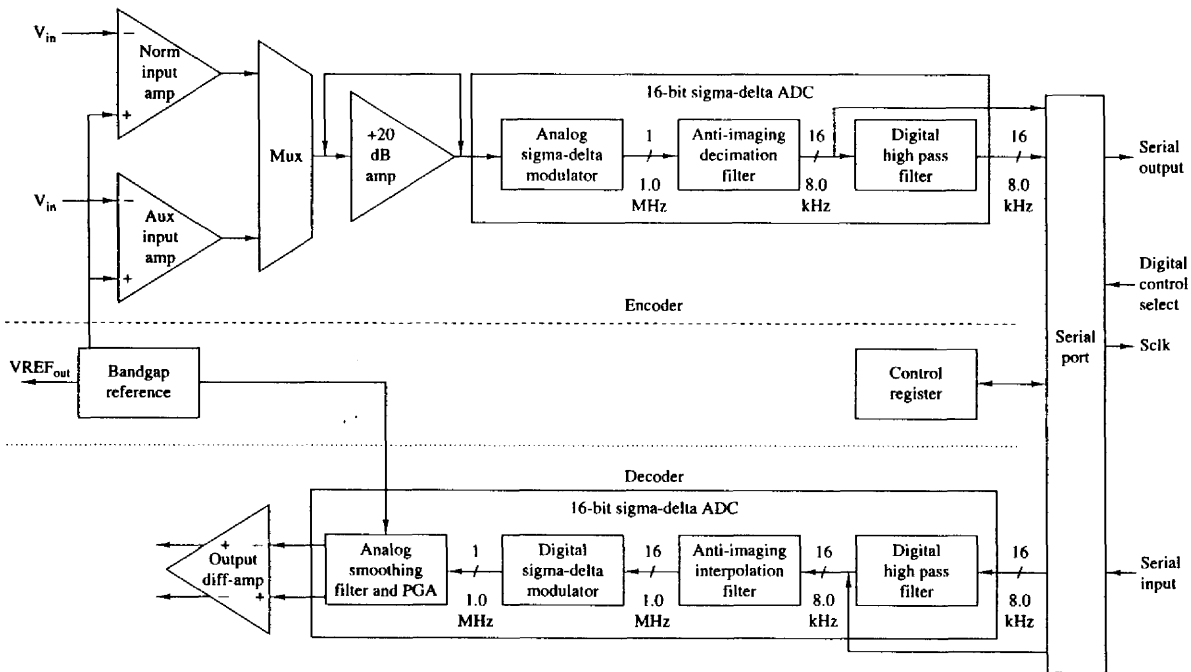 V_in
Norm
input
amp
−
+
V_in
Aux
input
amp
−
+
Mux
+20
dB
amp
16-bit sigma-delta ADC
Analog
sigma-delta
modulator
1
1.0
MHz
Anti-imaging
decimation
filter
16
8.0
kHz
Digital
high pass
filter
16
8.0
kHz
Serial
output
Digital
control
select
Encoder
Serial
port
Sclk
VREF_out
Bandgap
reference
Control
register
Decoder
16-bit sigma-delta ADC
+ −
Output
diff-amp
− +
Analog
smoothing
filter and PGA
1
1.0
MHz
Digital
sigma-delta
modulator
16
1.0
MHz
Anti-imaging
interpolation
filter
16
8.0
kHz
Digital
high pass
filter
16
8.0
kHz
Serial
input